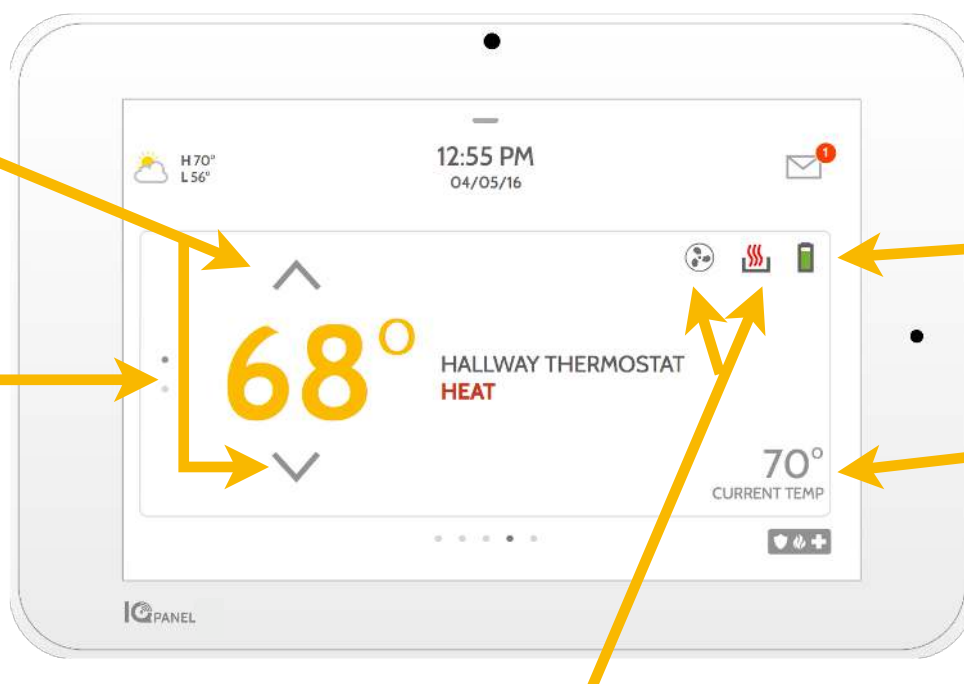 H 70°
L 56°
12:55 PM
04/05/16
1
68°
HALLWAY THERMOSTAT
HEAT
70°
CURRENT TEMP
IQ PANEL